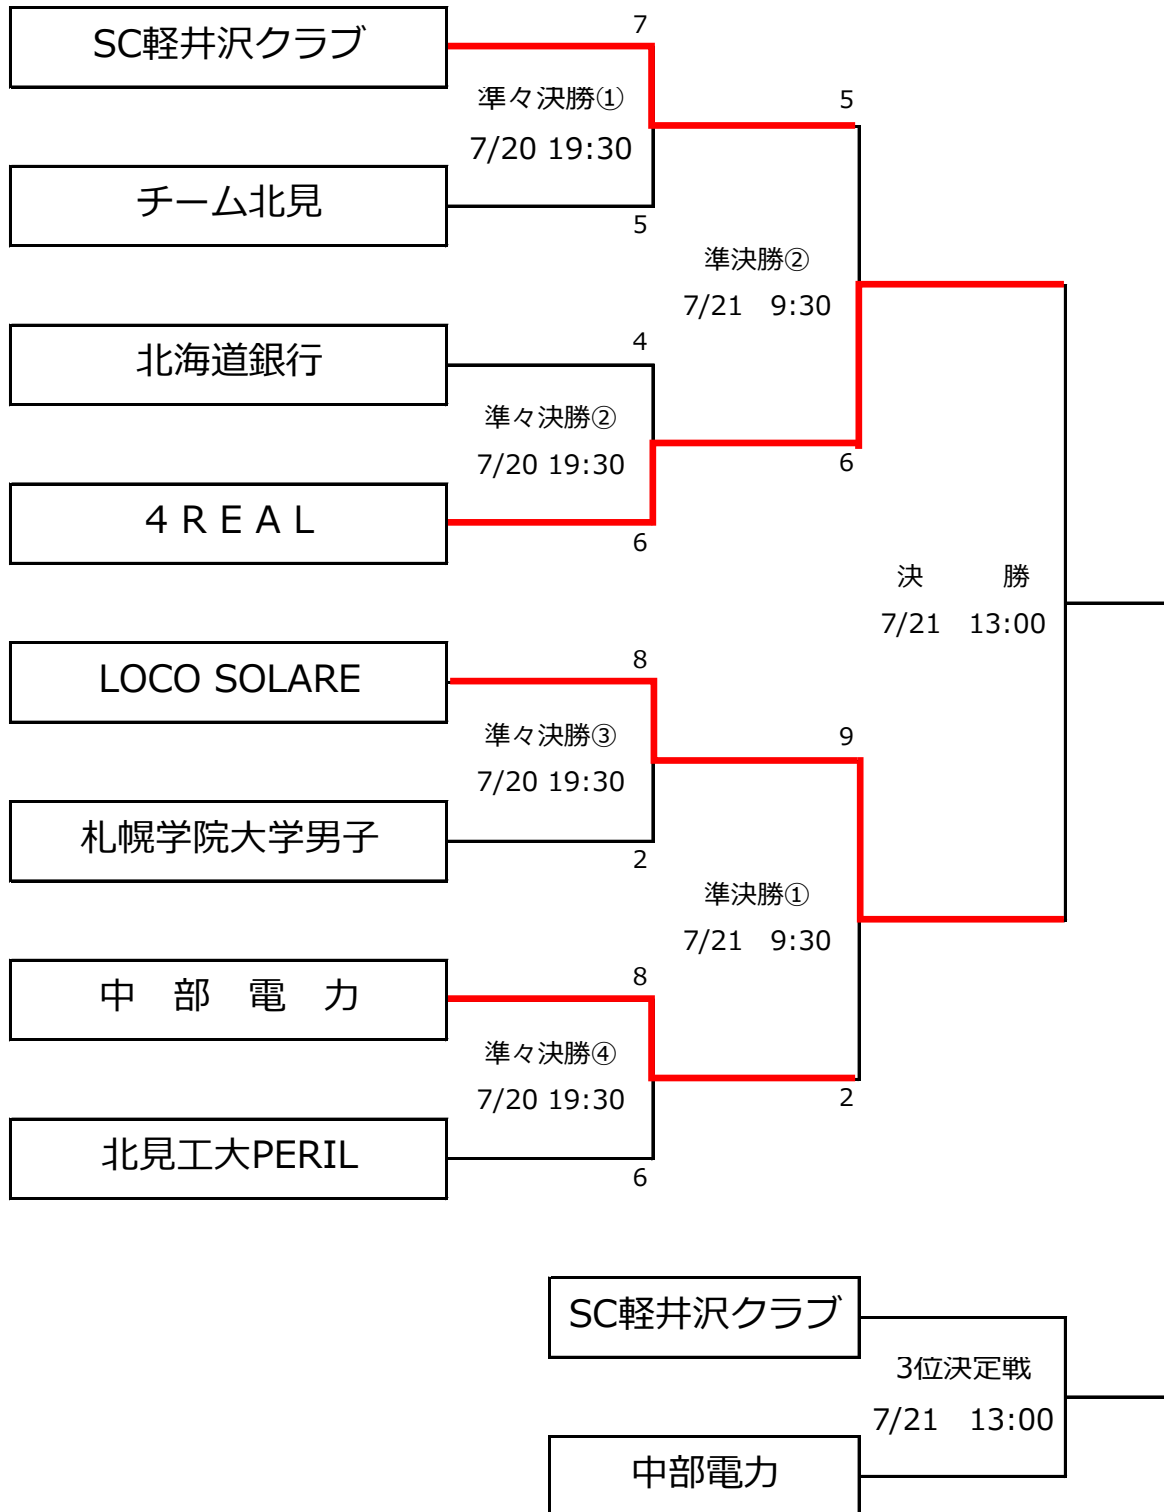 SC軽井沢クラブ
7
準々決勝①
7/20 19:30
5
チーム北見
5
準決勝②
7/21 9:30
北海道銀行
4
準々決勝②
7/20 19:30
6
4 R E A L
6
決 勝
7/21 13:00
LOCO SOLARE
8
準々決勝③
7/20 19:30
9
札幌学院大学男子
2
準決勝①
7/21 9:30
中 部 電 力
8
準々決勝④
7/20 19:30
2
北見工大PERIL
6
SC軽井沢クラブ
3位決定戦
7/21 13:00
中部電力